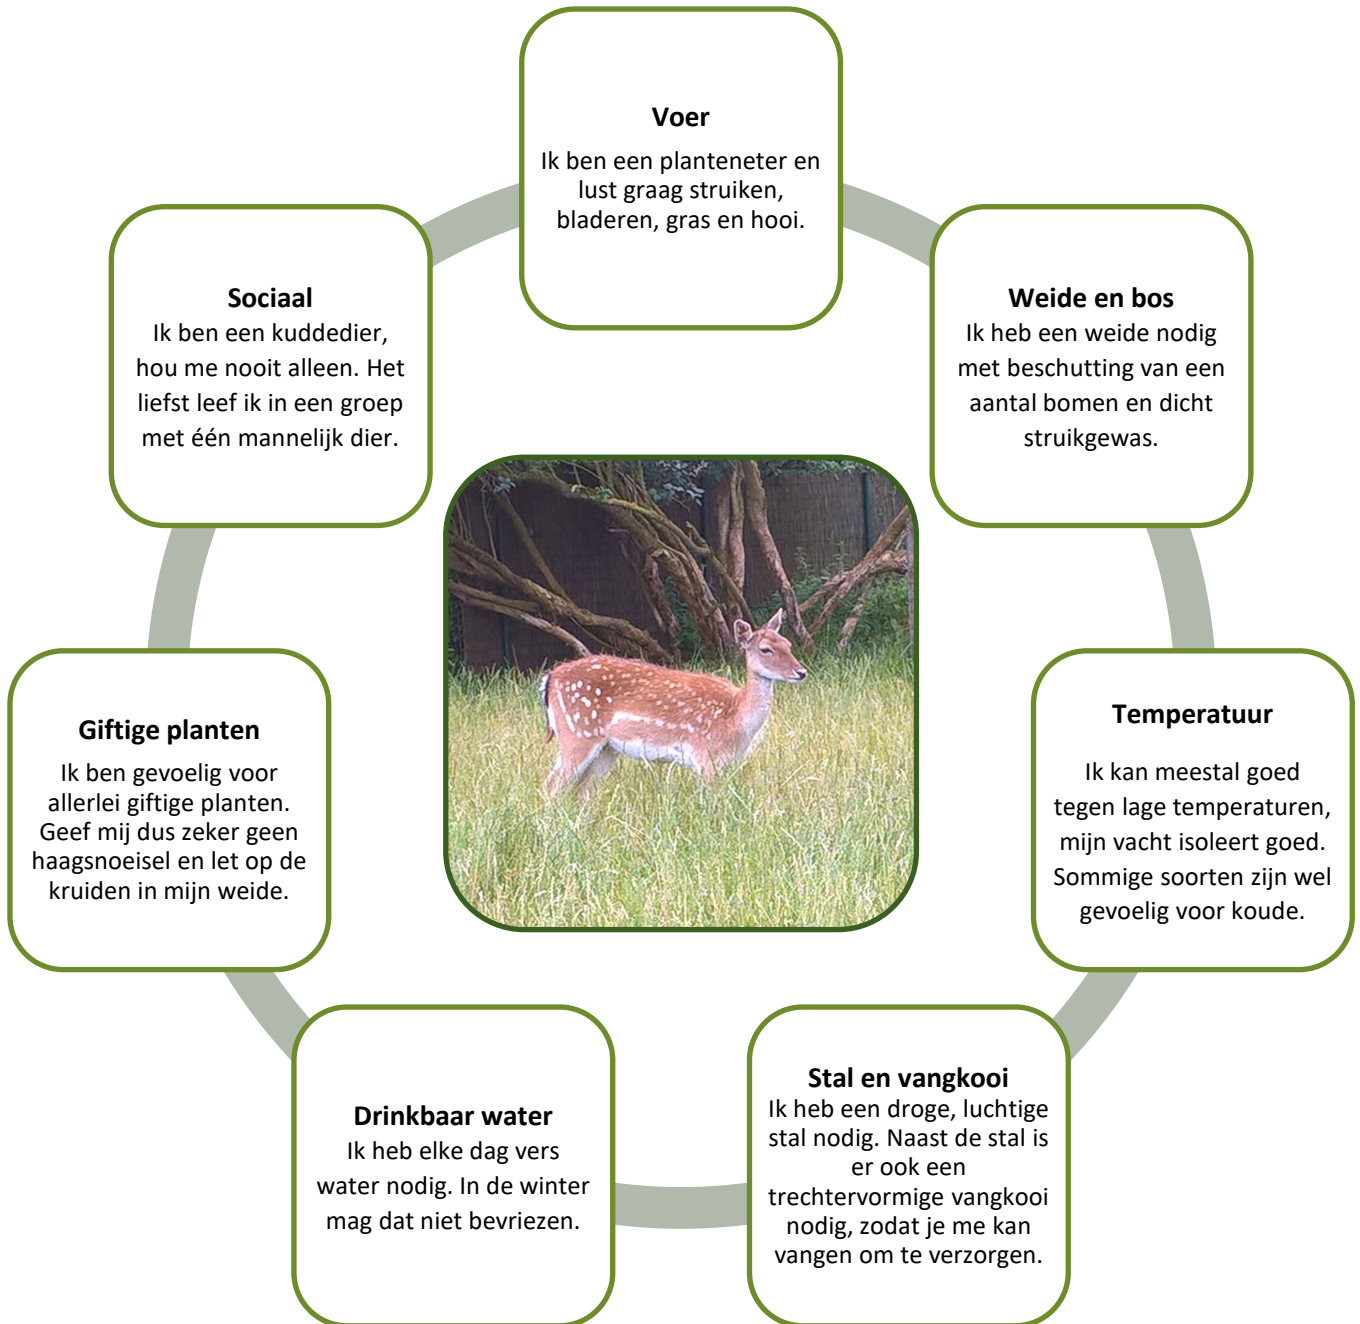 Voer
Ik ben een planteneter en
lust graag struiken,
bladeren, gras en hooi.
Weide en bos
Ik heb een weide nodig
met beschutting van een
aantal bomen en dicht
struikgewas.
Temperatuur
Ik kan meestal goed
tegen lage temperaturen,
mijn vacht isoleert goed.
Sommige soorten zijn wel
gevoelig voor koude.
Stal en vangkooi
Ik heb een droge, luchtige
stal nodig. Naast de stal is
er ook een
trechtervormige vangkooi
nodig, zodat je me kan
vangen om te verzorgen.
Drinkbaar water
Ik heb elke dag vers
water nodig. In de winter
mag dat niet bevriezen.
Giftige planten
Ik ben gevoelig voor
allerlei giftige planten.
Geef mij dus zeker geen
haagsnoeisel en let op de
kruiden in mijn weide.
Sociaal
Ik ben een kuddedier,
hou me nooit alleen. Het
liefst leef ik in een groep
met één mannelijk dier.